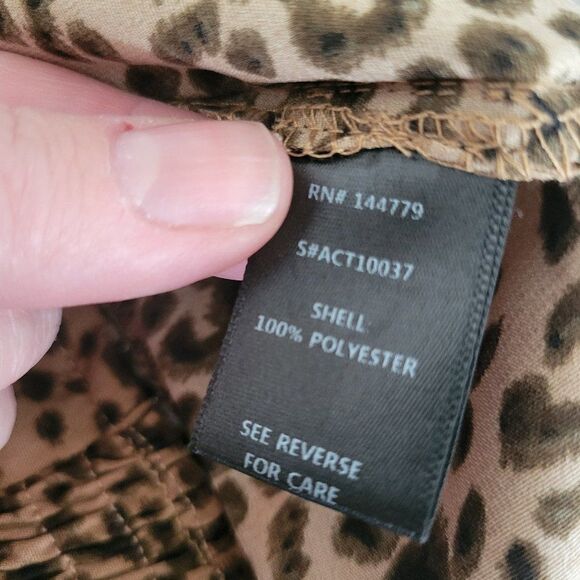 RN# 144779
S#ACT10037
SHELL:
100% POLYESTER
SEE REVERSE
FOR CARE